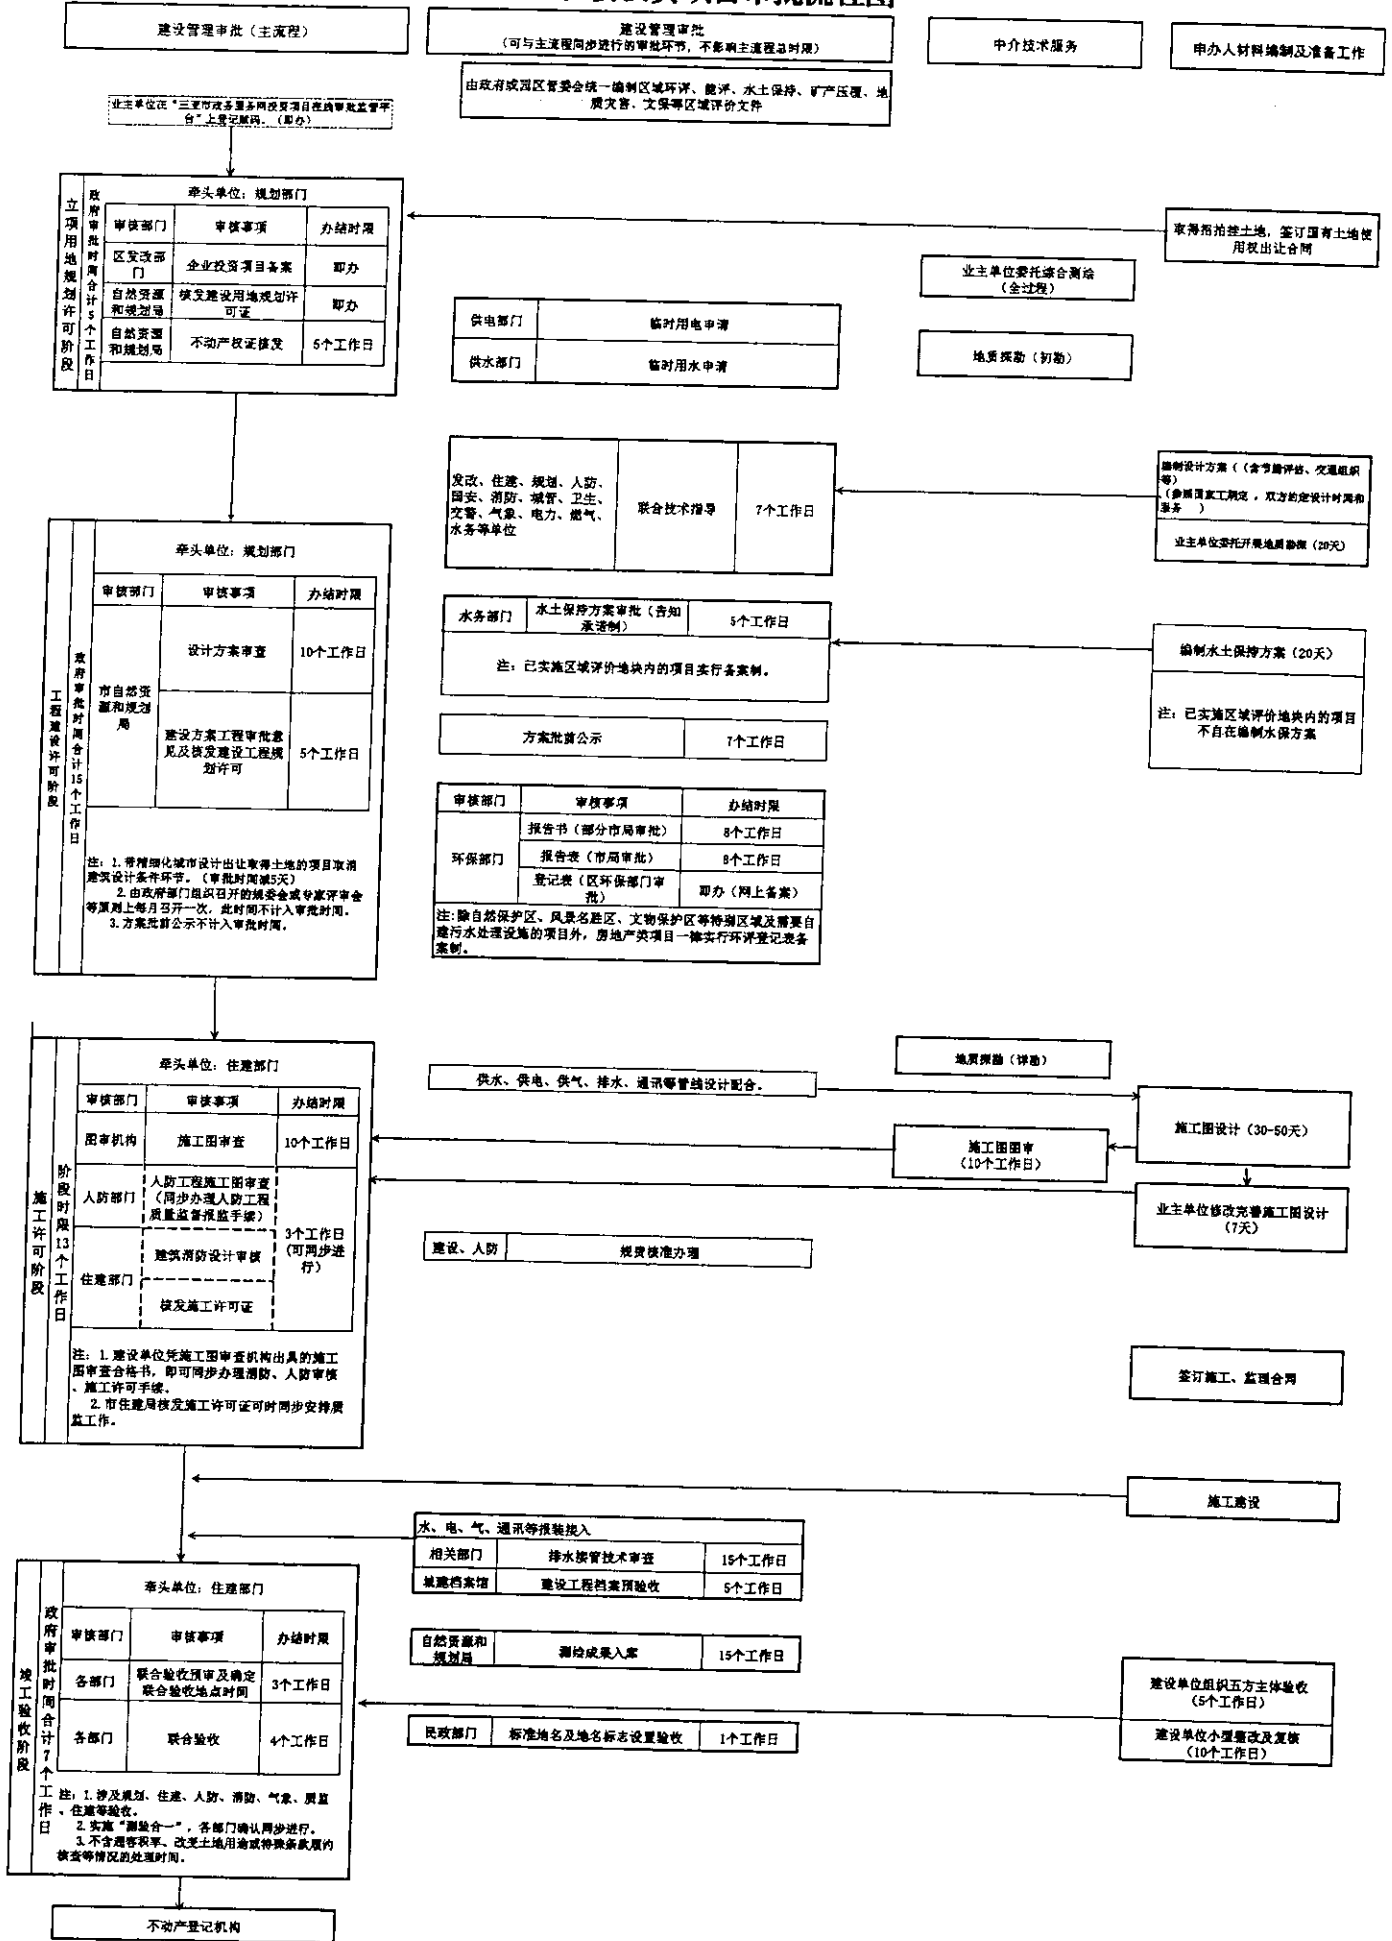 建设管理审批（主流程）
建设管理审批
（可与主流程同步进行的审批环节，不影响主流程总时限）
中介技术服务
申办人材料编制及准备工作
由政府或园区管委会统一编制区域环评、能评、水土保持、矿产压覆、地
质灾害、文保等区域评价文件
业主单位在“三亚市政务服务网投资项目在线审批监管平
台”上登记赋码。（即办）
立项用地规划许可阶段
政府审批时间合计5个工作日
牵头单位：规划部门
审核部门
审核事项
办结时限
区发改部
门
企业投资项目备案
即办
自然资源
和规划局
核发建设用地规划许
可证
即办
自然资源
和规划局
不动产权证核发
5个工作日
取得招拍挂土地，签订国有土地使
用权出让合同
业主单位委托综合测绘
（全过程）
供电部门
临时用电申请
供水部门
临时用水申请
地质探勘（初勘）
发改、住建、规划、人防、
国安、消防、城管、卫生、
交警、气象、电力、燃气、
水务等单位
联合技术指导
7个工作日
编制设计方案（（含节能评估、交通组织
等）
（参照国家工期定，双方约定设计时间和
服务 ）
业主单位委托开展地质勘探（20天）
工程建设许可阶段
政府审批时间合计15个工作日
牵头单位：规划部门
审核部门
审核事项
办结时限
市自然资
源和规划
局
设计方案审查
10个工作日
建设方案工程审批意
见及核发建设工程规
划许可
5个工作日
注：1.带精细化城市设计出让取得土地的项目取消
建筑设计条件环节。（审批时间减5天）
2.由政府部门组织召开的规委会或专家评审会
等原则上每月召开一次，此时间不计入审批时间。
3.方案批前公示不计入审批时间。
水务部门
水土保持方案审批（告知
承诺制）
5个工作日
注：已实施区域评价地块内的项目实行备案制。
编制水土保持方案（20天）
注：已实施区域评价地块内的项目
不自在编制水保方案
方案批前公示
7个工作日
审核部门
审核事项
办结时限
环保部门
报告书（部分市局审批）
8个工作日
报告表（市局审批）
8个工作日
登记表（区环保部门审
批）
即办（网上备案）
注:除自然保护区、风景名胜区、文物保护区等特别区域及需要自
建污水处理设施的项目外，房地产类项目一律实行环评登记表备
案制。
施工许可阶段
阶段时限13个工作日
牵头单位：住建部门
审核部门
审核事项
办结时限
图审机构
施工图审查
10个工作日
人防部门
人防工程施工图审查
（同步办理人防工程
质量监督报监手续）
3个工作日
（可同步进
行）
住建部门
建筑消防设计审核
核发施工许可证
注：1.建设单位凭施工图审查机构出具的施工
图审查合格书，即可同步办理消防、人防审核
、施工许可手续。
2.市住建局核发施工许可证可时同步安排质
监工作。
供水、供电、供气、排水、通讯等管线设计配合。
地质探勘（详勘）
施工图设计（30-50天）
施工图图审
（10个工作日）
业主单位修改完善施工图设计
（7天）
建设、人防
规费核准办理
签订施工、监理合同
施工建设
水、电、气、通讯等报装接入
相关部门
排水接管技术审查
15个工作日
城建档案馆
建设工程档案预验收
5个工作日
自然资源和
规划局
测绘成果入库
15个工作日
民政部门
标准地名及地名标志设置验收
1个工作日
竣工验收阶段
政府审批时间合计7个工作日
牵头单位：住建部门
审核部门
审核事项
办结时限
各部门
联合验收预审及确定
联合验收地点时间
3个工作日
各部门
联合验收
4个工作日
注：1.涉及规划、住建、人防、消防、气象、质监
、住建等验收。
2.实施“测验合一”，各部门确认同步进行。
3.不含超容积率、改变土地用途或特殊条款履约
核查等情况的处理时间。
建设单位组织五方主体验收
（5个工作日）
建设单位小型整改及复核
（10个工作日）
不动产登记机构